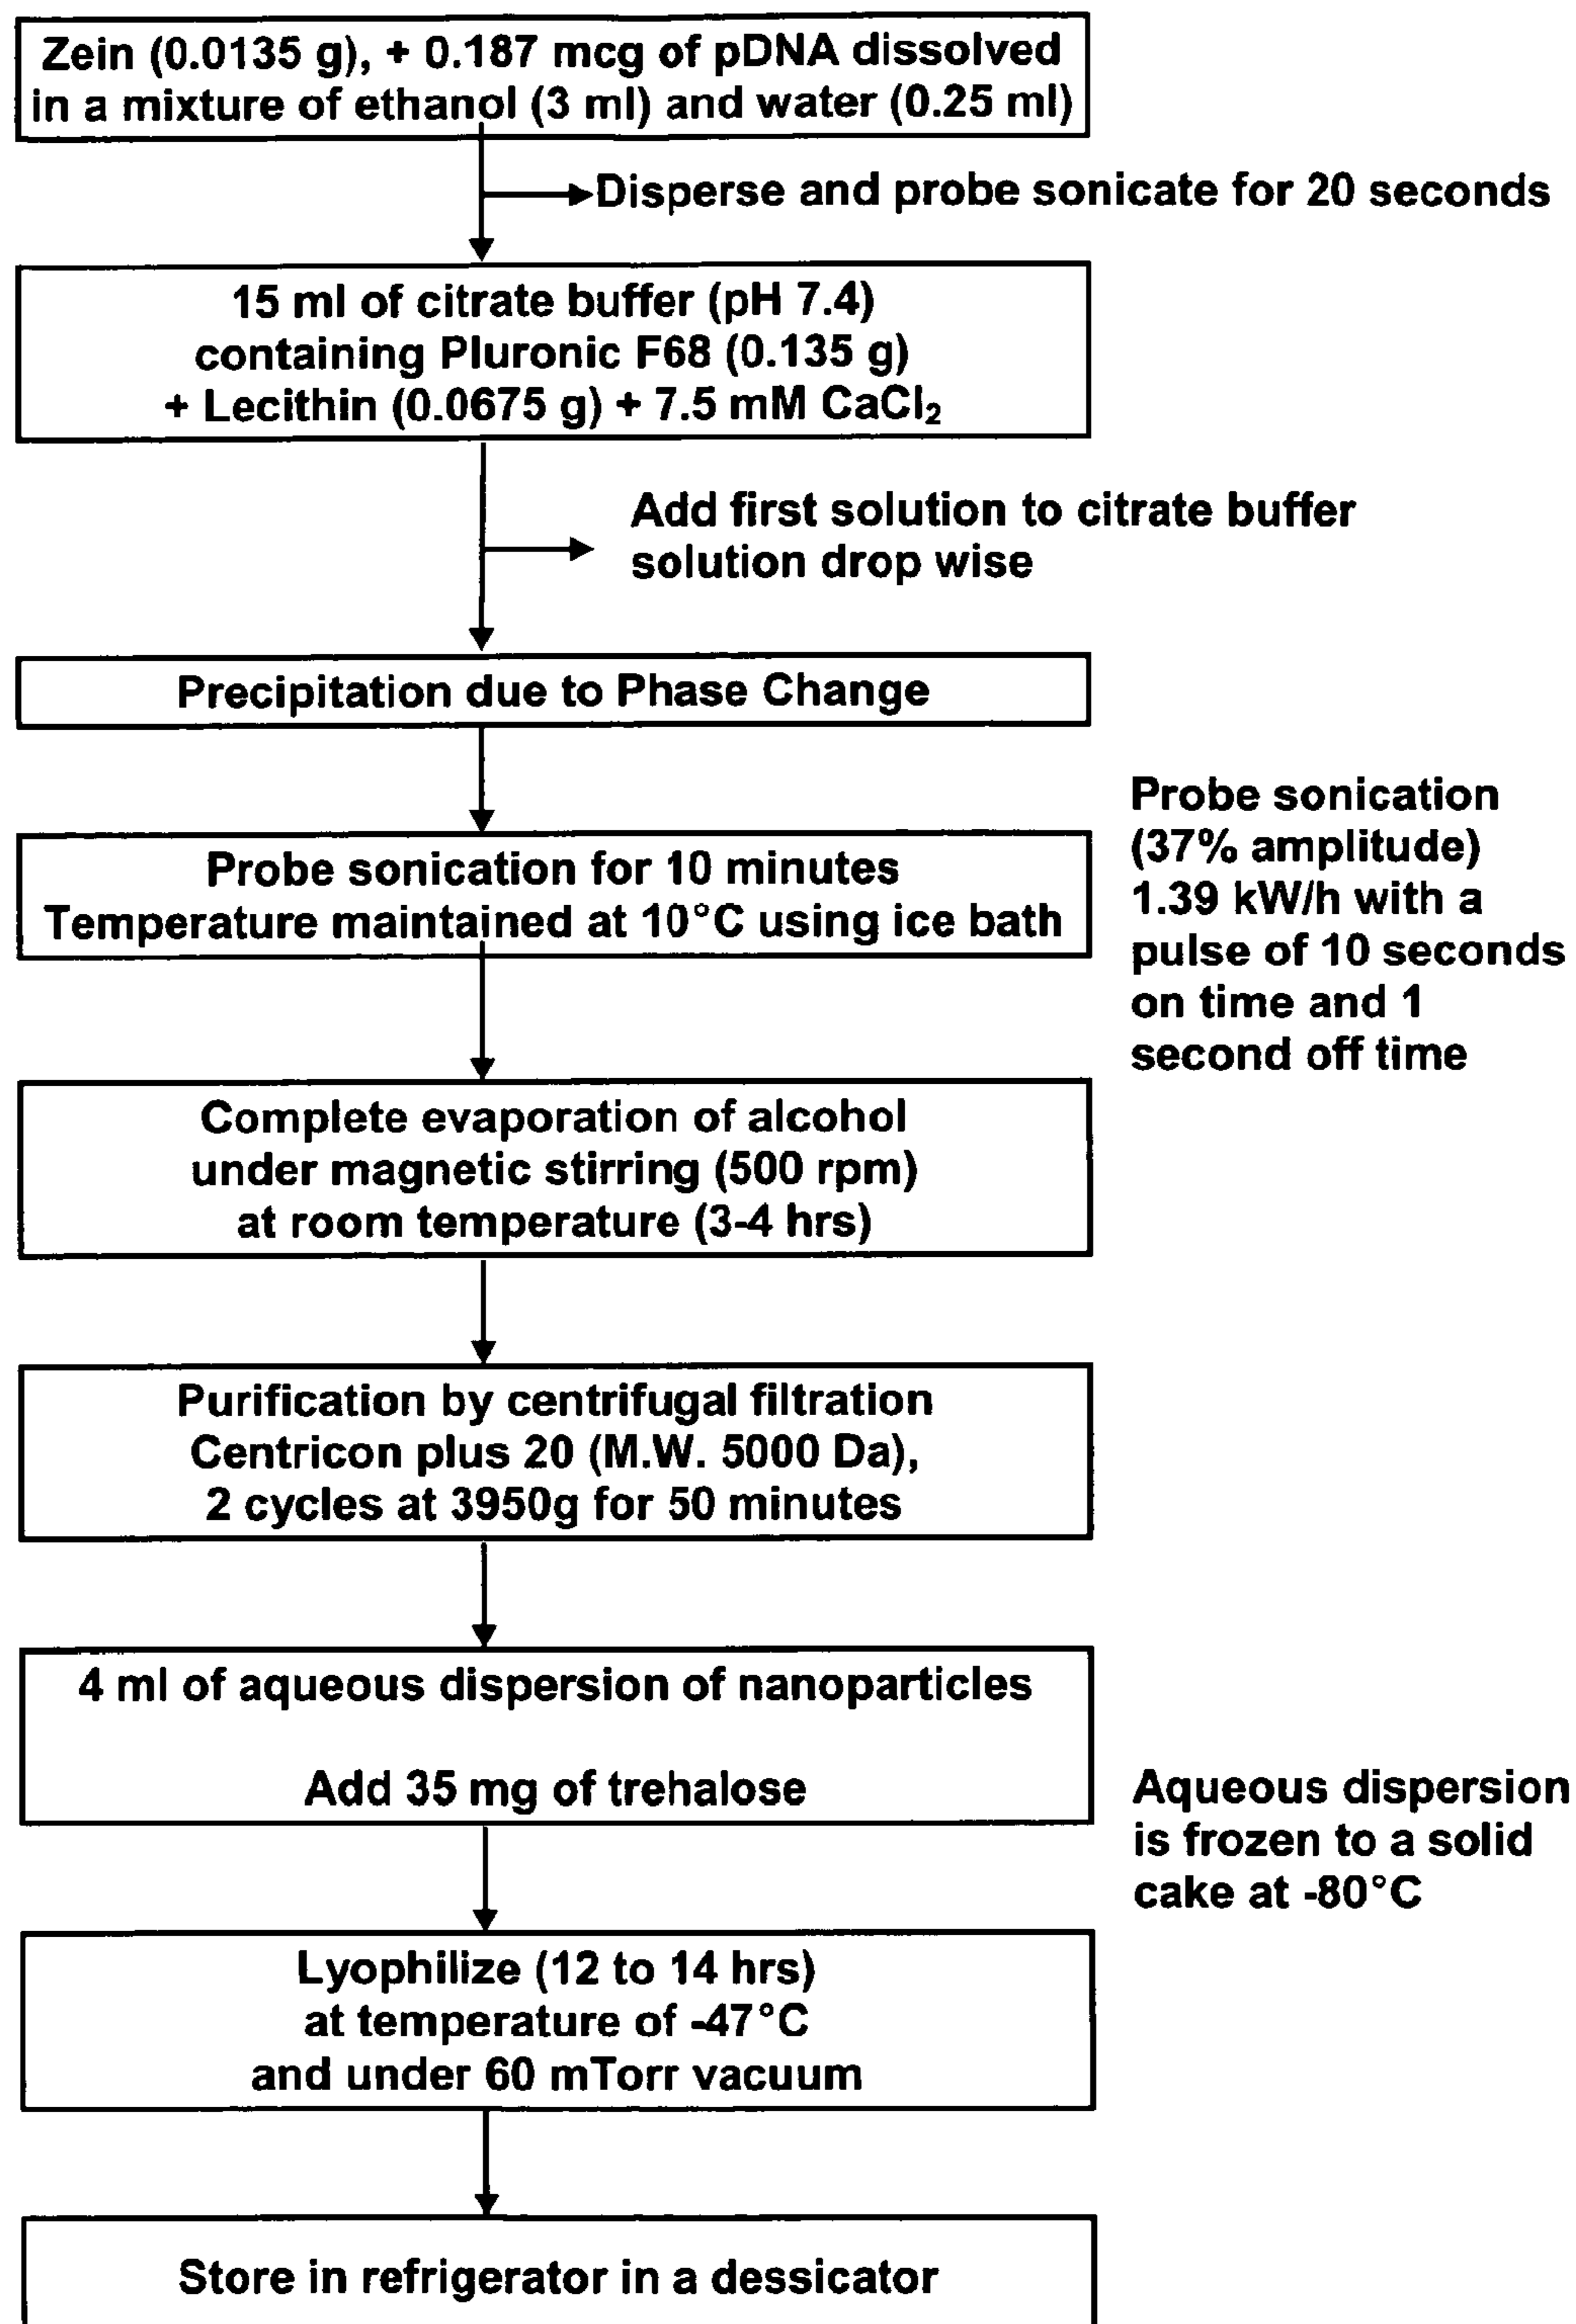 Zein (0.0135 g), + 0.187 mcg of pDNA dissolved
in a mixture of ethanol (3 ml) and water (0.25 ml)
Disperse and probe sonicate for 20 seconds
15 ml of citrate buffer (pH 7.4)
containing Pluronic F68 (0.135 g)
+ Lecithin (0.0675 g) + 7.5 mM CaCl₂
Add first solution to citrate buffer
solution drop wise
Precipitation due to Phase Change
Probe sonication for 10 minutes
Temperature maintained at 10°C using ice bath
Probe sonication
(37% amplitude)
1.39 kW/h with a
pulse of 10 seconds
on time and 1
second off time
Complete evaporation of alcohol
under magnetic stirring (500 rpm)
at room temperature (3-4 hrs)
Purification by centrifugal filtration
Centricon plus 20 (M.W. 5000 Da),
2 cycles at 3950g for 50 minutes
4 ml of aqueous dispersion of nanoparticles
Add 35 mg of trehalose
Aqueous dispersion
is frozen to a solid
cake at -80°C
Lyophilize (12 to 14 hrs)
at temperature of -47°C
and under 60 mTorr vacuum
Store in refrigerator in a dessicator